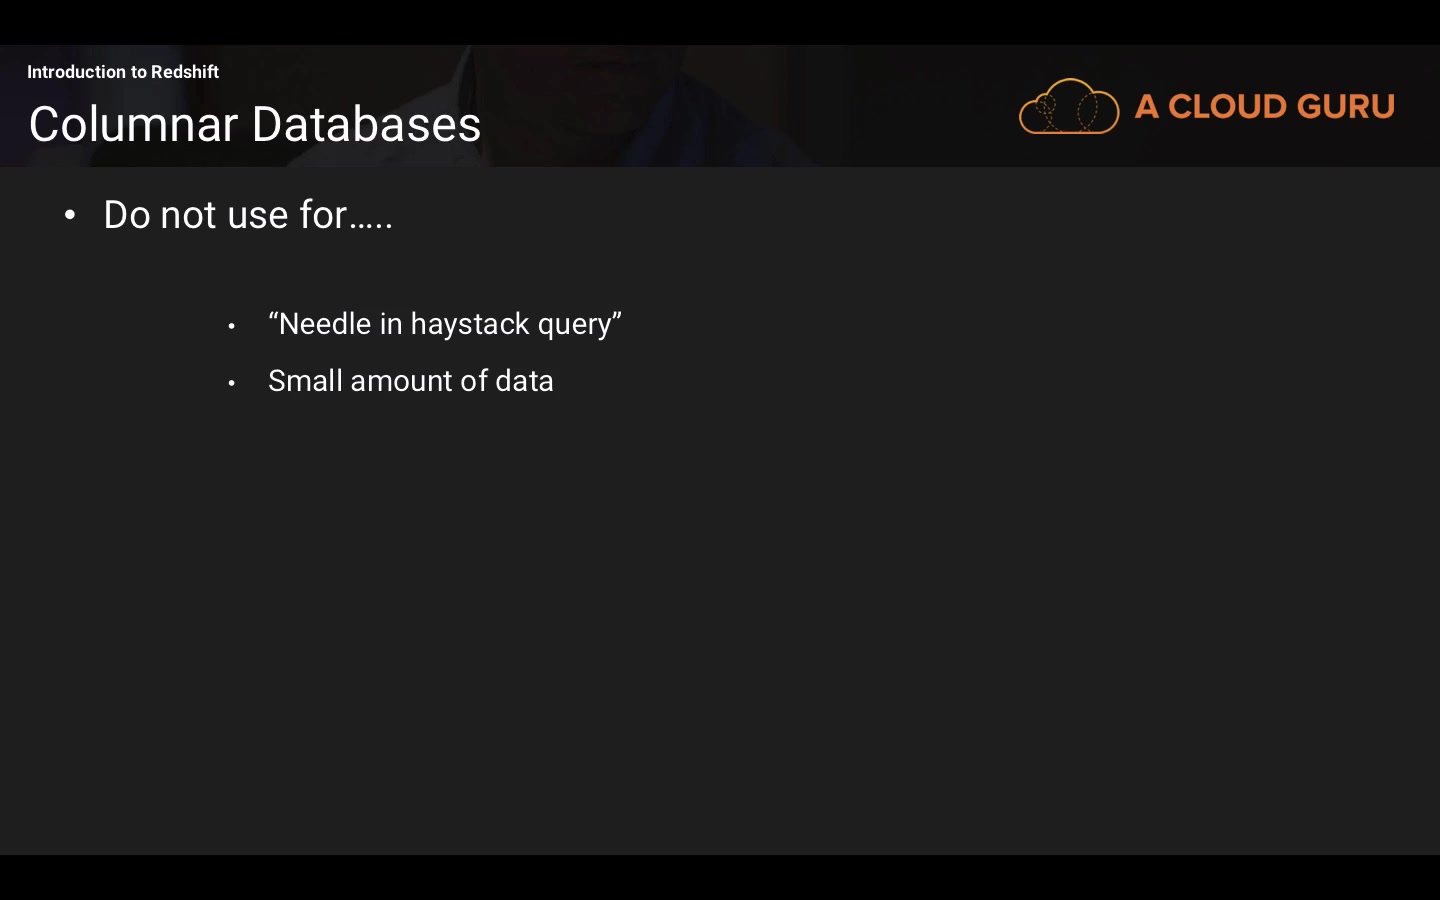 Introduction to Redshift
Columnar Databases
A CLOUD GURU
• Do not use for…..
• “Needle in haystack query”
• Small amount of data